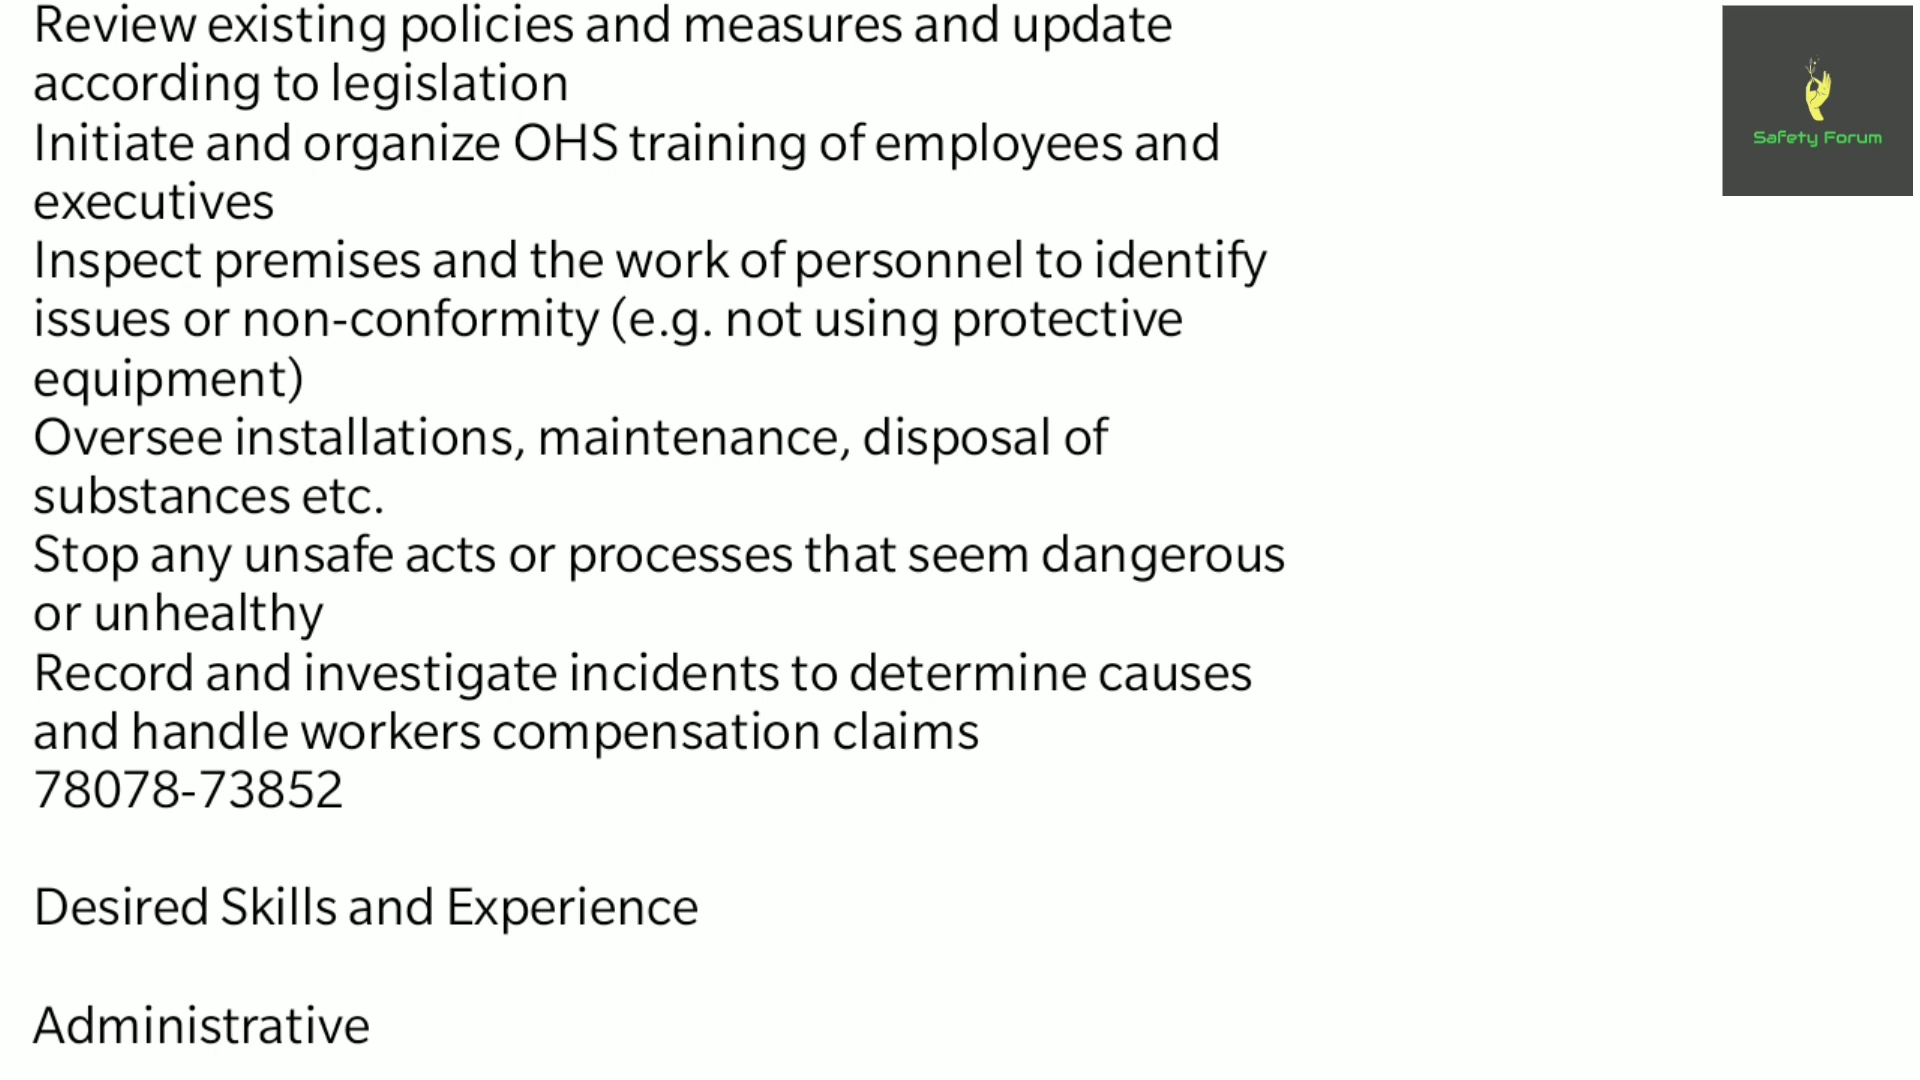 Review existing policies and measures and update
according to legislation
Initiate and organize OHS training of employees and
executives
Inspect premises and the work of personnel to identify
issues or non-conformity (e.g. not using protective
equipment)
Oversee installations, maintenance, disposal of
substances etc.
Stop any unsafe acts or processes that seem dangerous
or unhealthy
Record and investigate incidents to determine causes
and handle workers compensation claims
78078-73852
Desired Skills and Experience
Administrative
Safety Forum